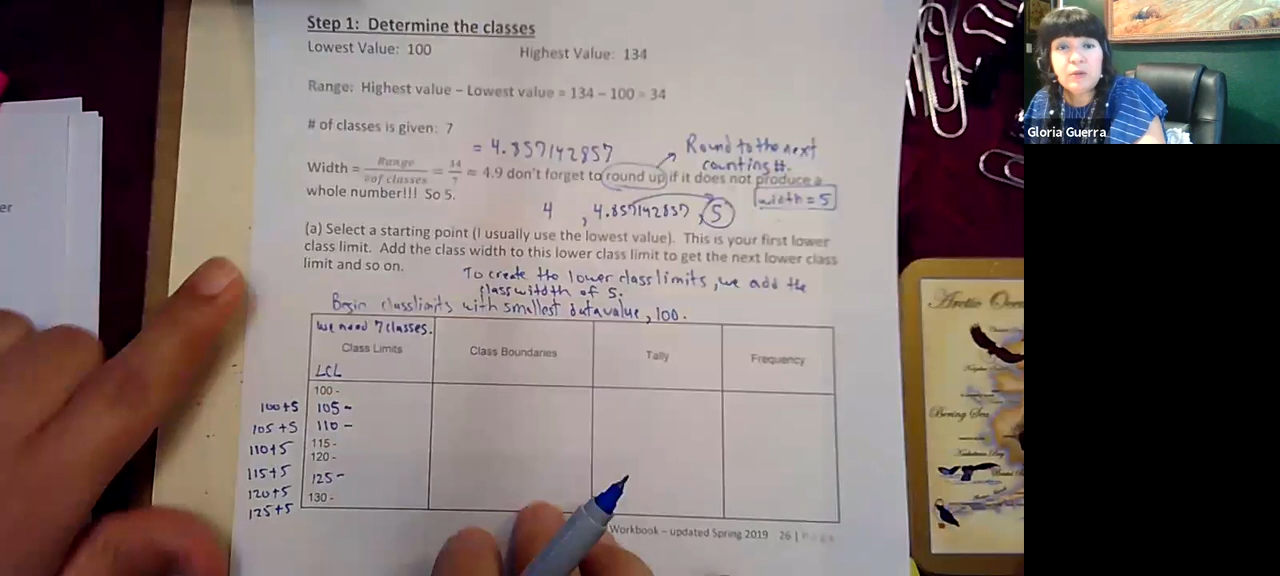 Step 1: Determine the classes
Lowest Value: 100 Highest Value: 134
Range: Highest value – Lowest value = 134 – 100 = 34
# of classes is given: 7
= 4.857142857
Round to the next
counting #.
Width = Range / # of classes = 34 / 7 ≈ 4.9 don't forget to round up if it does not produce a
whole number!!! So 5.
width = 5
4 , 4.857142857 , 5
(a) Select a starting point (I usually use the lowest value). This is your first lower
class limit. Add the class width to this lower class limit to get the next lower class
limit and so on.
To create the lower class limits, we add the
class width of 5.
Begin class limits with smallest data value, 100.
We need 7 classes.
Class Limits Class Boundaries Tally Frequency
LCL
100 -
100+5 105 -
105+5 110 -
110+5 115 -
120 -
115+5 125 -
120+5 130 -
125+5
Workbook – updated Spring 2019 26 | Page
Gloria Guerra
er
Arctic Ocea
Bering Sea